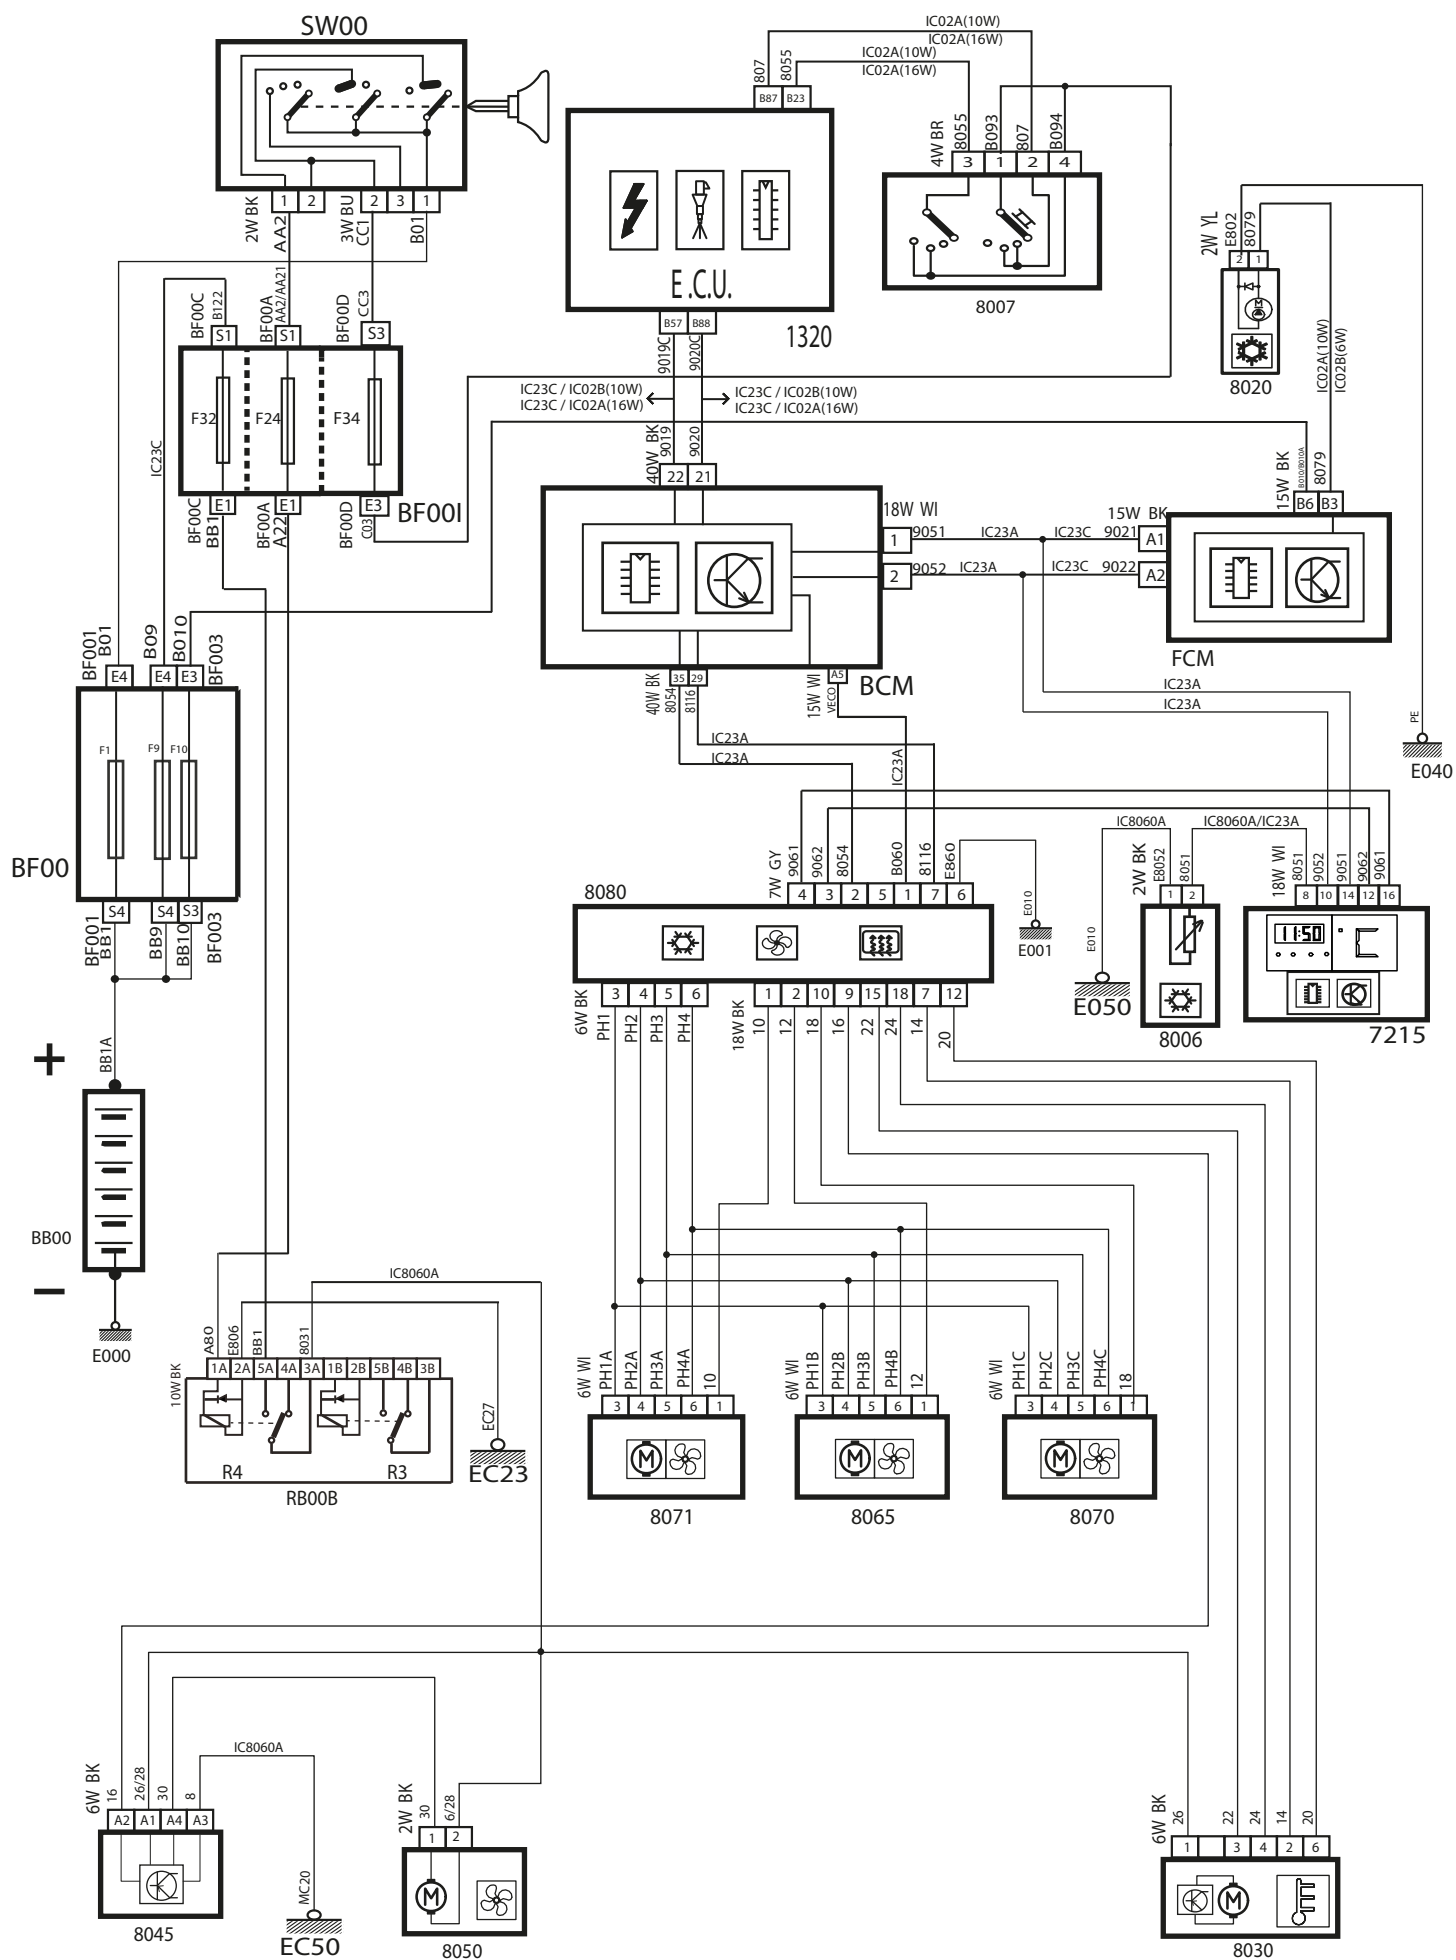 SW00
2W BK
1 2
2 3 1
AA2
3W BU
CC1
B01
IC02A(10W)
IC02A(16W)
IC02A(10W)
IC02A(16W)
807
8055
B87 B23
E.C.U.
1320
B57 B88
9019C
9020C
4W BR
8055
B093
807
B094
3 1 2 4
8007
2W YL
E802
8079
2 1
8020
IC02A(10W)
IC02B(6W)
BF00C
B122
BF00A
AA2/AA21
BF00D
CC3
S1 S1 S3
F32 F24 F34
IC23C
E1 E1 E3
BF00I
BF00C
BB1
BF00A
A22
BF00D
C03
IC23C / IC02B(10W)
IC23C / IC02A(16W)
IC23C / IC02B(10W)
IC23C / IC02A(16W)
40W BK
9019
9020
22 21
18W WI
1 9051 IC23A IC23C 9021 A1
2 9052 IC23A IC23C 9022 A2
15W BK
15W BK
B010/B010A
8079
B6 B3
FCM
BCM
35 29
A5
40W BK
8054
8116
15W WI
VECO
IC23A
IC23A
IC23A
IC23A
IC23A
PE
E040
BF001
B01
B09
B010
BF003
E4 E4 E3
F1 F9 F10
BF00
S4 S4 S3
BF001
BB1
BB9
BB10
BF003
BB1A
+
BB00
−
E000
7W GY
9061
9062
8054
B060
8116
E860
4 3 2 5 1 7 6
8080
E010
E001
6W BK
3 4 5 6
PH1
PH2
PH3
PH4
18W BK
1 2 10 9 15 18 7 12
10
12
18
16
22
24
14
20
IC8060A
IC8060A/IC23A
2W BK
E8052
8051
1 2
8006
E010
E050
18W WI
8051
9052
9051
9062
9061
8 10 14 12 16
11:50
7215
IC8060A
10W BK
A80
E806
BB1
8031
1A 2A 5A 4A 3A 1B 2B 5B 4B 3B
R4 R3
RB00B
EC27
EC23
6W WI
PH1A
PH2A
PH3A
PH4A
10
3 4 5 6 1
M
8071
6W WI
PH1B
PH2B
PH3B
PH4B
12
3 4 5 6 1
M
8065
6W WI
PH1C
PH2C
PH3C
PH4C
18
3 4 5 6 1
M
8070
6W BK
16
26/28
30
8
A2 A1 A4 A3
8045
IC8060A
MC20
EC50
2W BK
30
6/28
1 2
M
8050
6W BK
26
22
24
14
20
1 3 4 2 6
M
8030